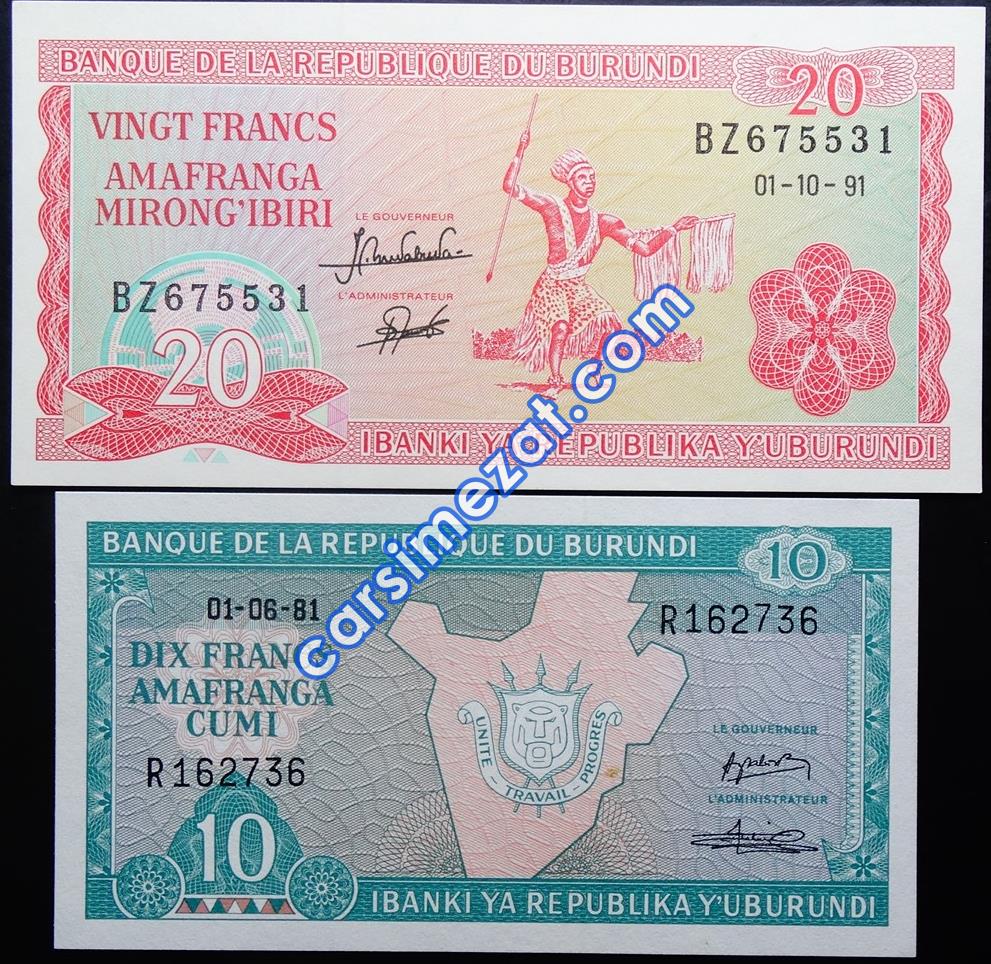 BANQUE DE LA REPUBLIQUE DU BURUNDI
20
VINGT FRANCS
BZ675531
01-10-91
AMAFRANGA
MIRONG'IBIRI
LE GOUVERNEUR
L'ADMINISTRATEUR
BZ675531
20
IBANKI YA REPUBLIKA Y'UBURUNDI
carsimezat.com
BANQUE DE LA REPUBLIQUE DU BURUNDI
10
01-06-81
R162736
DIX FRANCS
AMAFRANGA
CUMI
UNITE - TRAVAIL - PROGRES
LE GOUVERNEUR
R162736
L'ADMINISTRATEUR
10
IBANKI YA REPUBLIKA Y'UBURUNDI